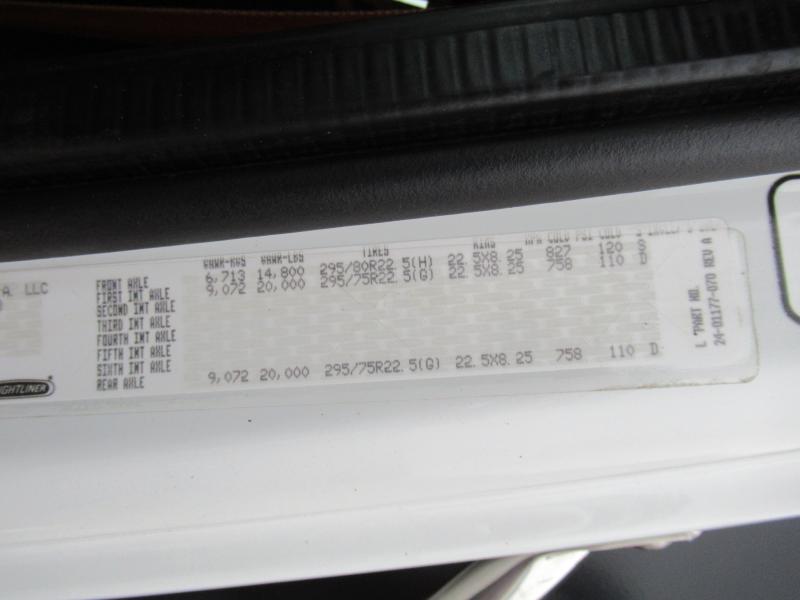 GAWR-KGS GAWR-LBS TIRES RIMS KPA COLD PSI COLD
FRONT AXLE 6,713 14,800 295/80R22.5(H) 22.5X8.25 827 120 S
FIRST INT AXLE 9,072 20,000 295/75R22.5(G) 22.5X8.25 758 110 D
SECOND INT AXLE
THIRD INT AXLE
FOURTH INT AXLE
FIFTH INT AXLE
SIXTH INT AXLE
REAR AXLE 9,072 20,000 295/75R22.5(G) 22.5X8.25 758 110 D
A. LLC
IGHTLINER
L PART NO.
24-01177-070 REV A